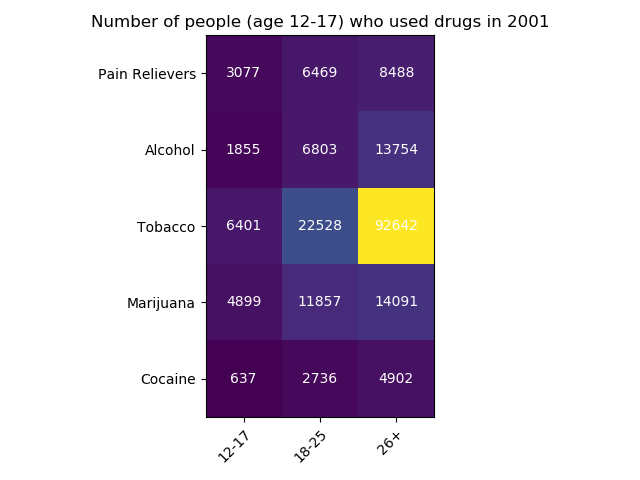 Number of people (age 12-17) who used drugs in 2001
Pain Relievers 3077 6469 8488
Alcohol 1855 6803 13754
Tobacco 6401 22528 92642
Marijuana 4899 11857 14091
Cocaine 637 2736 4902
12-17 18-25 26+